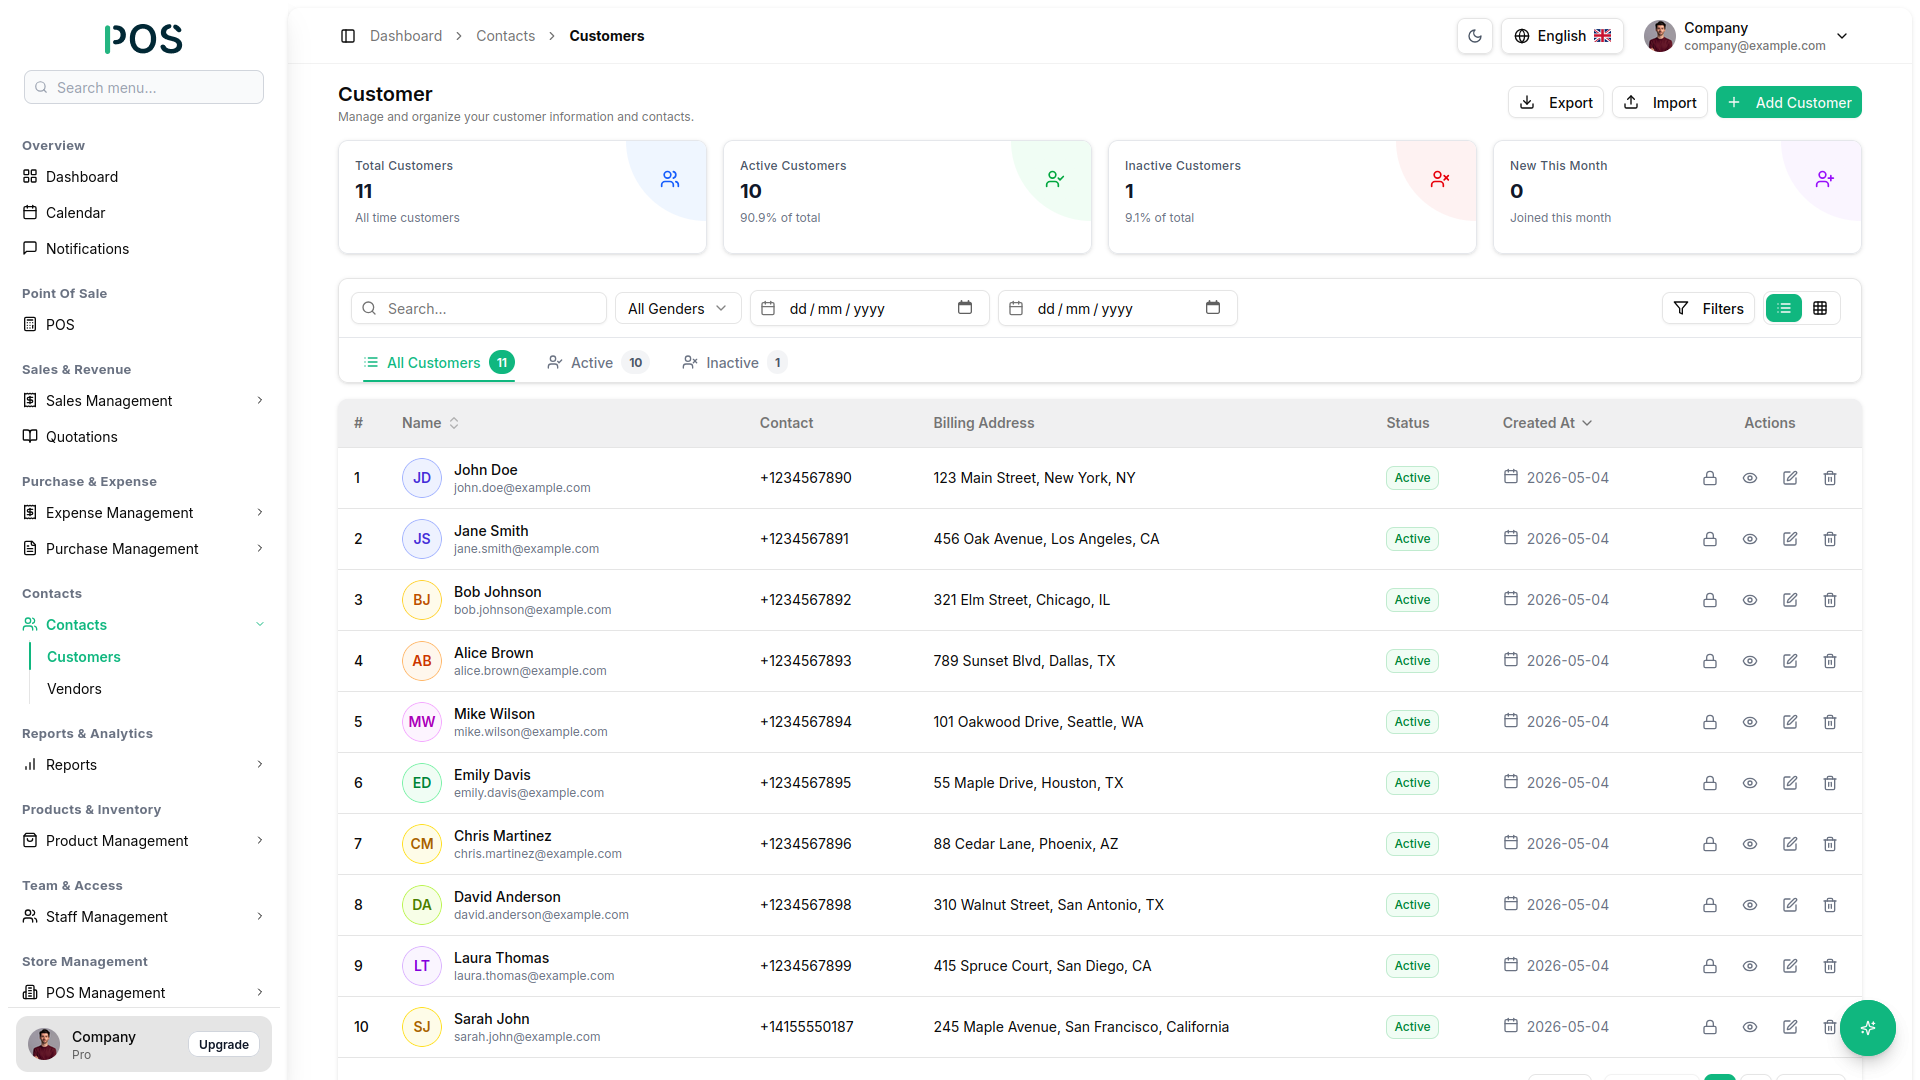 POS
Search menu...
Overview
Dashboard
Calendar
Notifications
Point Of Sale
POS
Sales & Revenue
Sales Management
Quotations
Purchase & Expense
Expense Management
Purchase Management
Contacts
Contacts
Customers
Vendors
Reports & Analytics
Reports
Products & Inventory
Product Management
Team & Access
Staff Management
Store Management
POS Management
Company
Pro
Upgrade
Dashboard > Contacts > Customers
English
Company
company@example.com
Customer
Manage and organize your customer information and contacts.
Export
Import
+ Add Customer
Total Customers
11
All time customers
Active Customers
10
90.9% of total
Inactive Customers
1
9.1% of total
New This Month
0
Joined this month
Search...
All Genders
dd/mm/yyyy
dd/mm/yyyy
Filters
All Customers 11
Active 10
Inactive 1
# Name Contact Billing Address Status Created At Actions
1 JD John Doe +1234567890 123 Main Street, New York, NY Active 2026-05-04
john.doe@example.com
2 JS Jane Smith +1234567891 456 Oak Avenue, Los Angeles, CA Active 2026-05-04
jane.smith@example.com
3 BJ Bob Johnson +1234567892 321 Elm Street, Chicago, IL Active 2026-05-04
bob.johnson@example.com
4 AB Alice Brown +1234567893 789 Sunset Blvd, Dallas, TX Active 2026-05-04
alice.brown@example.com
5 MW Mike Wilson +1234567894 101 Oakwood Drive, Seattle, WA Active 2026-05-04
mike.wilson@example.com
6 ED Emily Davis +1234567895 55 Maple Drive, Houston, TX Active 2026-05-04
emily.davis@example.com
7 CM Chris Martinez +1234567896 88 Cedar Lane, Phoenix, AZ Active 2026-05-04
chris.martinez@example.com
8 DA David Anderson +1234567898 310 Walnut Street, San Antonio, TX Active 2026-05-04
david.anderson@example.com
9 LT Laura Thomas +1234567899 415 Spruce Court, San Diego, CA Active 2026-05-04
laura.thomas@example.com
10 SJ Sarah John +14155550187 245 Maple Avenue, San Francisco, California Active 2026-05-04
sarah.john@example.com